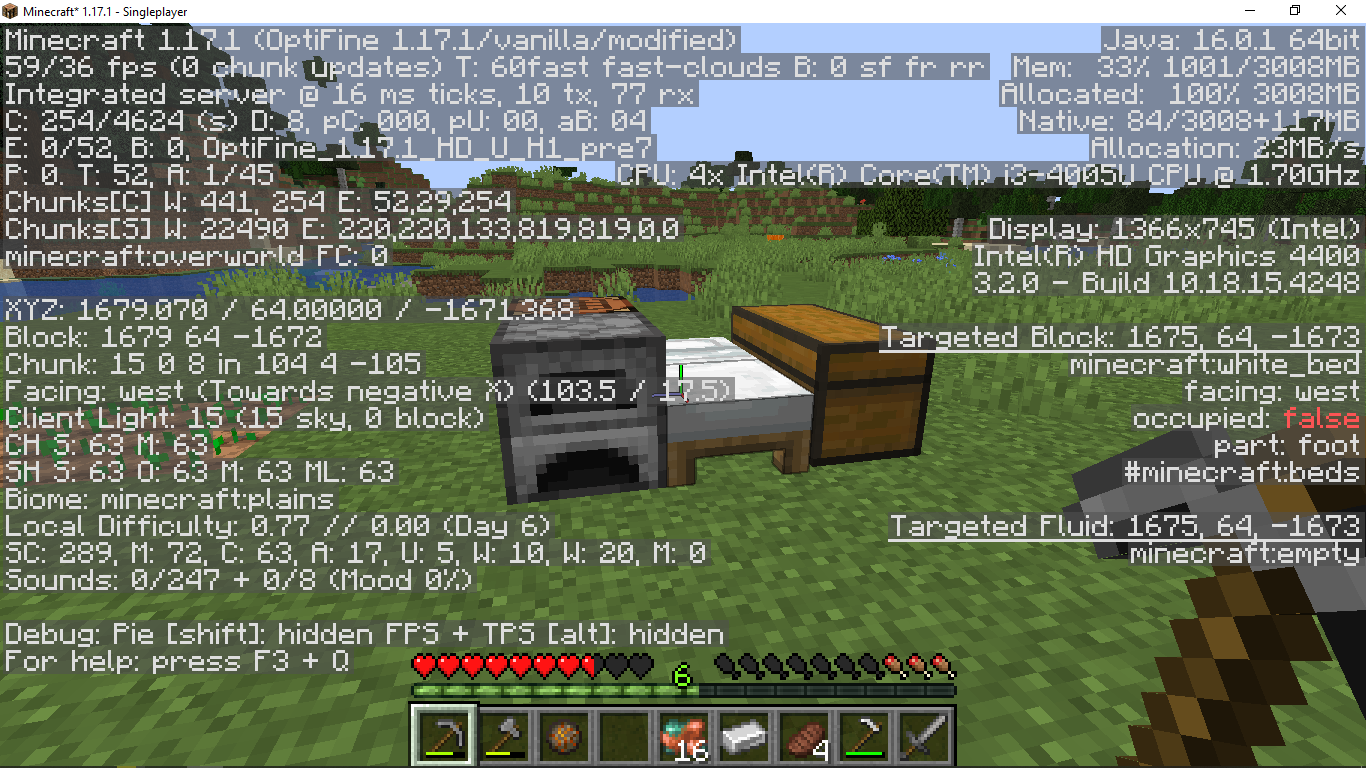 Minecraft* 1.17.1 - Singleplayer
Minecraft 1.17.1 (OptiFine 1.17.1/vanilla/modified)
59/36 fps (0 chunk updates) T: 60fast fast-clouds B: 0 sf fr rr
Integrated server @ 16 ms ticks, 10 tx, 77 rx
C: 254/4624 (s) D: 8, pC: 000, pU: 00, aB: 04
E: 0/52, B: 0, OptiFine_1.17.1_HD_U_H1_pre7
P: 0. T: 52, A: 1/45
Chunks[C] W: 441, 254 E: 52,29,254
Chunks[S] W: 22490 E: 220,220,133,819,819,0,0
minecraft:overworld FC: 0
XYZ: 1679.070 / 64.00000 / -1671.368
Block: 1679 64 -1672
Chunk: 15 0 8 in 104 4 -105
Facing: west (Towards negative X) (103.5 / 17.5)
Client Light: 15 (15 sky, 0 block)
CH S: 63 M: 63
SH S: 63 O: 63 M: 63 ML: 63
Biome: minecraft:plains
Local Difficulty: 0.77 // 0.00 (Day 6)
SC: 289, M: 72, C: 63, A: 17, U: 5, W: 10, W: 20, M: 0
Sounds: 0/247 + 0/8 (Mood 0%)
Debug: Pie [shift]: hidden FPS + TPS [alt]: hidden
For help: press F3 + Q
Java: 16.0.1 64bit
Mem: 33% 1001/3008MB
Allocated: 100% 3008MB
Native: 84/3008+117MB
Allocation: 23MB/s
CPU: 4x Intel(R) Core(TM) i3-4005U CPU @ 1.70GHz
Display: 1366x745 (Intel)
Intel(R) HD Graphics 4400
3.2.0 - Build 10.18.15.4248
Targeted Block: 1675, 64, -1673
minecraft:white_bed
facing: west
occupied: false
part: foot
#minecraft:beds
Targeted Fluid: 1675, 64, -1673
minecraft:empty
6
16
4